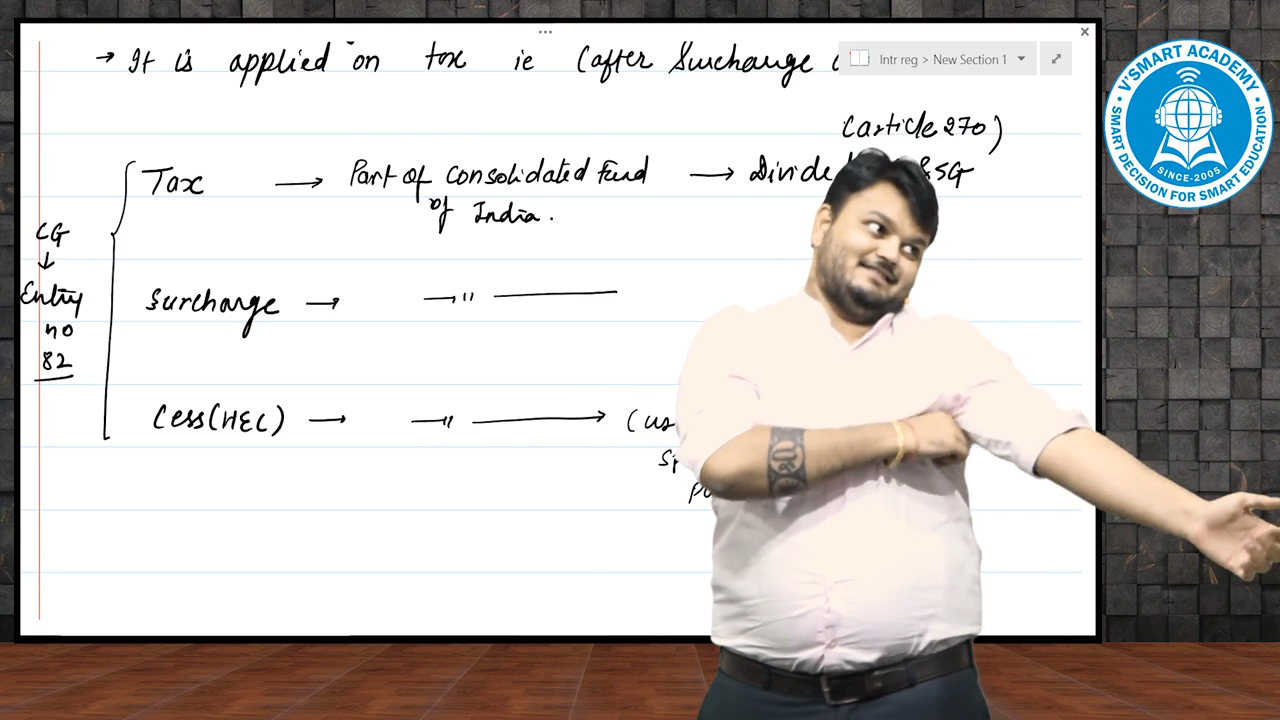 → It is applied on tax ie (after Surcharge
Intr reg > New Section 1
(article 270)
Tax → Part of consolidated Fund → Divide & SG
of India.
CG
↓
Entry
no
82
Surcharge → —〃—
Cess(HEC) → —〃—→ (us
V'SMART ACADEMY
SINCE-2005
SMART DECISION FOR SMART EDUCATION